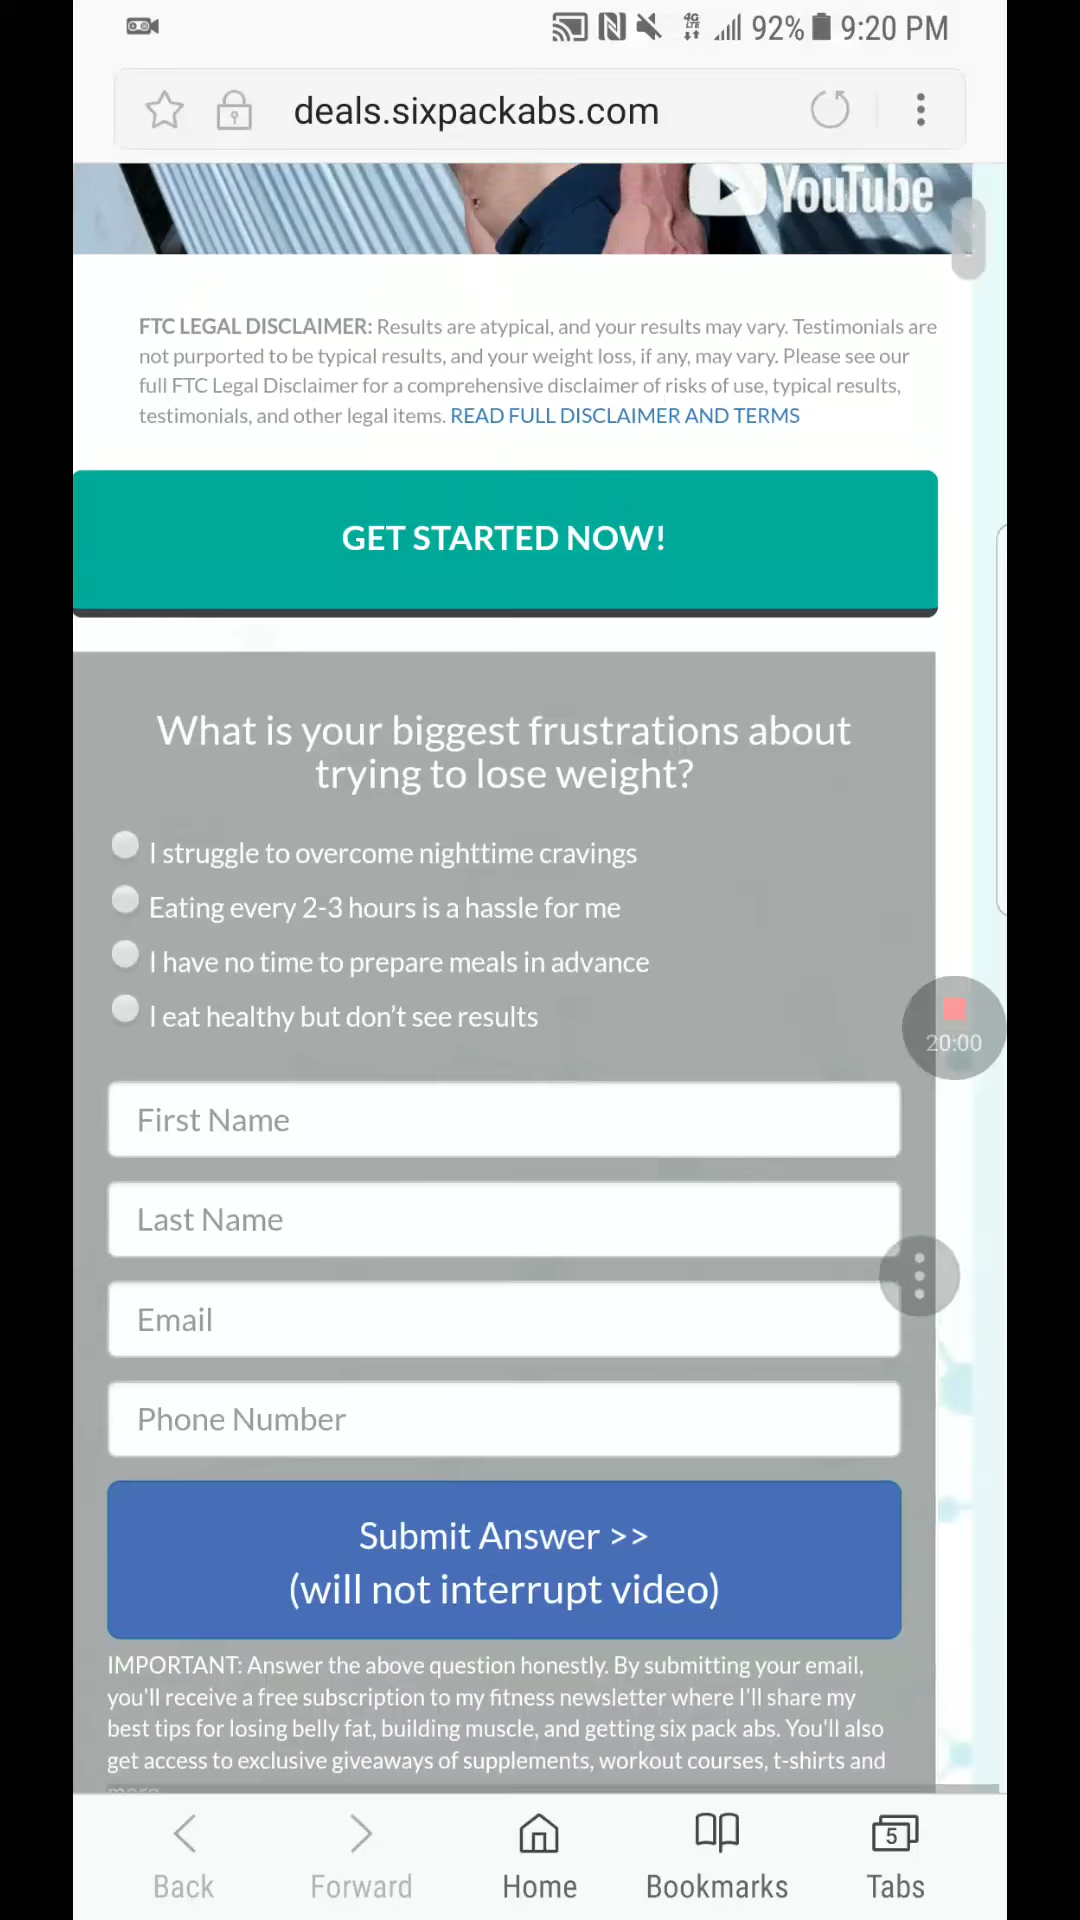 4G
LTE
92%
9:20 PM
deals.sixpackabs.com
YouTube
FTC LEGAL DISCLAIMER: Results are atypical, and your results may vary. Testimonials are
not purported to be typical results, and your weight loss, if any, may vary. Please see our
full FTC Legal Disclaimer for a comprehensive disclaimer of risks of use, typical results,
testimonials, and other legal items. READ FULL DISCLAIMER AND TERMS
GET STARTED NOW!
What is your biggest frustrations about
trying to lose weight?
I struggle to overcome nighttime cravings
Eating every 2-3 hours is a hassle for me
I have no time to prepare meals in advance
I eat healthy but don't see results
20:00
First Name
Last Name
Email
Phone Number
Submit Answer >>
(will not interrupt video)
IMPORTANT: Answer the above question honestly. By submitting your email,
you'll receive a free subscription to my fitness newsletter where I'll share my
best tips for losing belly fat, building muscle, and getting six pack abs. You'll also
get access to exclusive giveaways of supplements, workout courses, t-shirts and
5
Back
Forward
Home
Bookmarks
Tabs